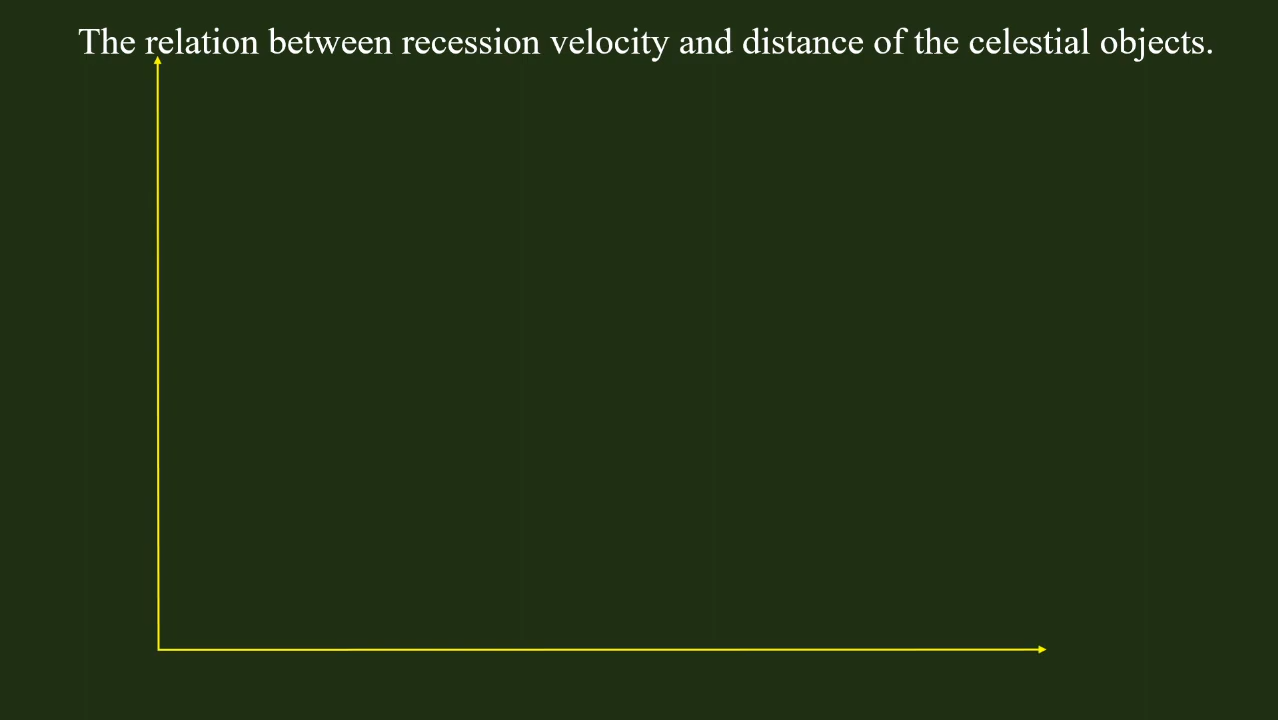 The relation between recession velocity and distance of the celestial objects.